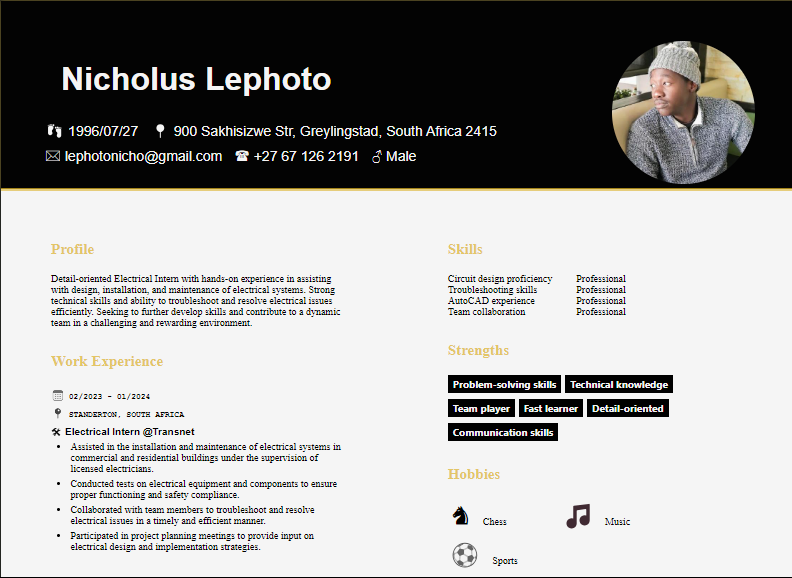 Nicholus Lephoto
1996/07/27 900 Sakhisizwe Str, Greylingstad, South Africa 2415
lephotonicho@gmail.com +27 67 126 2191 Male
Profile
Detail-oriented Electrical Intern with hands-on experience in assisting
with design, installation, and maintenance of electrical systems. Strong
technical skills and ability to troubleshoot and resolve electrical issues
efficiently. Seeking to further develop skills and contribute to a dynamic
team in a challenging and rewarding environment.
Work Experience
02/2023 - 01/2024
STANDERTON, SOUTH AFRICA
Electrical Intern @Transnet
• Assisted in the installation and maintenance of electrical systems in
commercial and residential buildings under the supervision of
licensed electricians.
• Conducted tests on electrical equipment and components to ensure
proper functioning and safety compliance.
• Collaborated with team members to troubleshoot and resolve
electrical issues in a timely and efficient manner.
• Participated in project planning meetings to provide input on
electrical design and implementation strategies.
Skills
Circuit design proficiency Professional
Troubleshooting skills Professional
AutoCAD experience Professional
Team collaboration Professional
Strengths
Problem-solving skills Technical knowledge
Team player Fast learner Detail-oriented
Communication skills
Hobbies
Chess Music
Sports